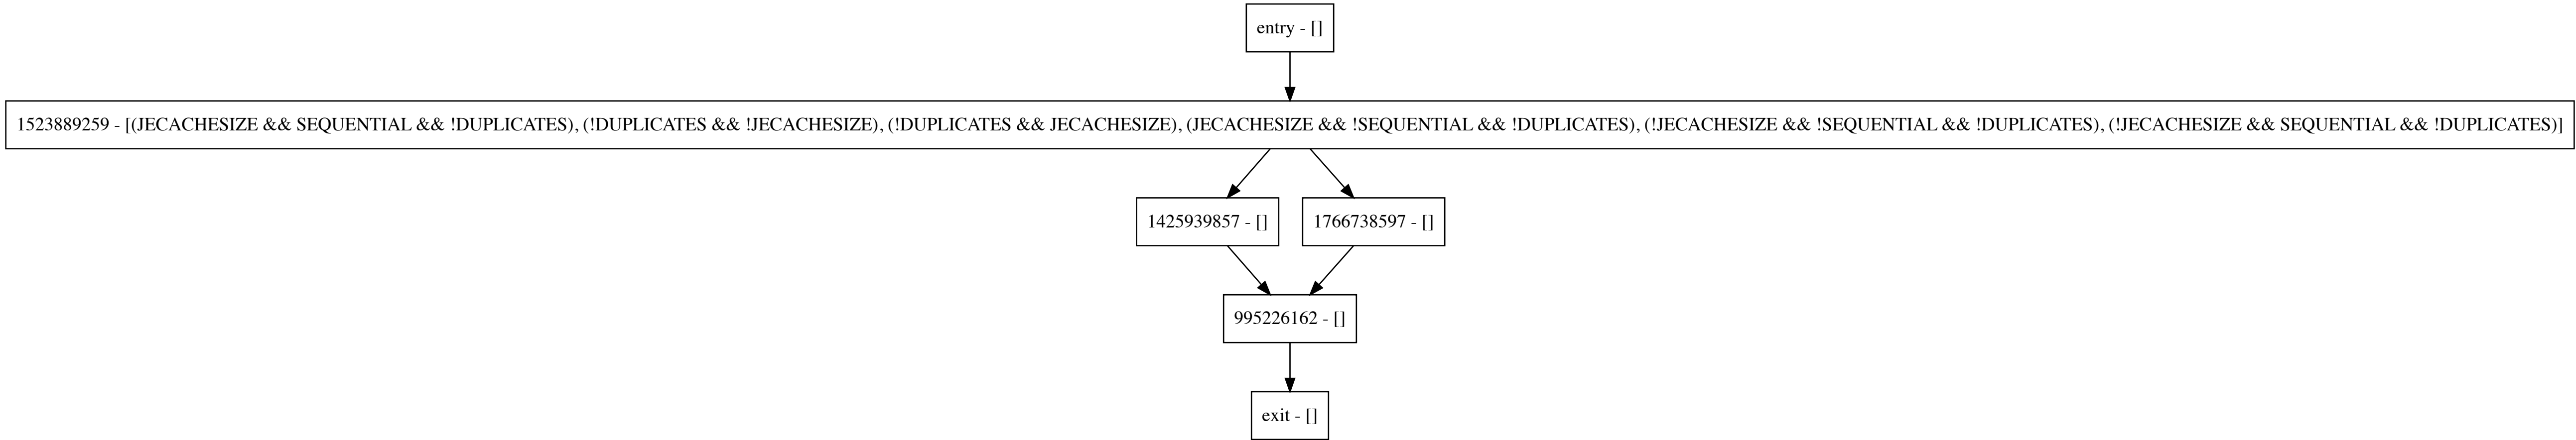 entry - []
1523889259 - [(JECACHESIZE && SEQUENTIAL && !DUPLICATES), (!DUPLICATES && !JECACHESIZE), (!DUPLICATES && JECACHESIZE), (JECACHESIZE && !SEQUENTIAL && !DUPLICATES), (!JECACHESIZE && !SEQUENTIAL && !DUPLICATES), (!JECACHESIZE && SEQUENTIAL && !DUPLICATES)]
1425939857 - []
1766738597 - []
995226162 - []
exit - []